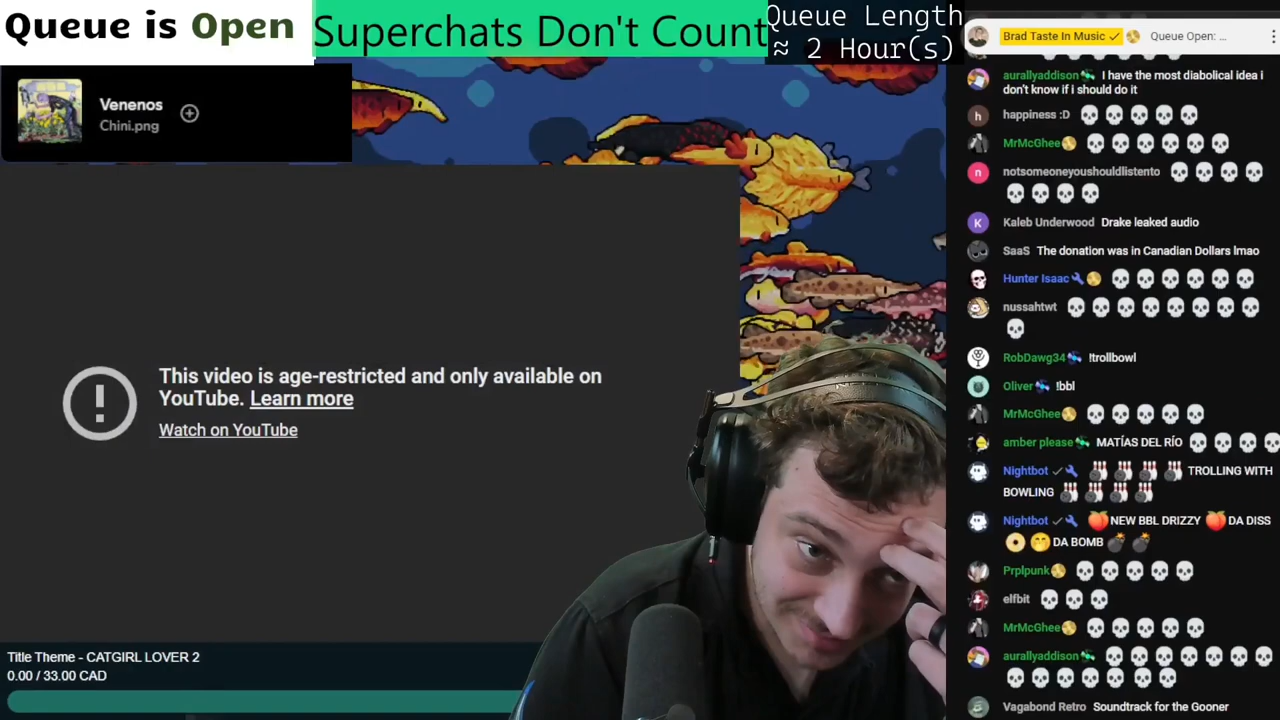 Queue is Open
Superchats Don't Count
Queue Length
≈ 2 Hour(s)
Venenos
Chini.png
This video is age-restricted and only available on
YouTube. Learn more
Watch on YouTube
Title Theme - CATGIRL LOVER 2
0.00 / 33.00 CAD
Brad Taste In Music
Queue Open: ...
aurallyaddison I have the most diabolical idea i
don't know if i should do it
happiness :D 💀💀💀💀💀
MrMcGhee 💀💀💀💀💀💀
notsomeoneyoushouldlistento 💀💀💀💀
💀💀💀💀
Kaleb Underwood Drake leaked audio
SaaS The donation was in Canadian Dollars lmao
Hunter Isaac 💀💀💀💀💀💀
nussahtwt 💀💀💀💀💀💀💀💀
💀
RobDawg34 !trollbowl
Oliver !bbl
MrMcGhee 💀💀💀💀💀
amber please MATÍAS DEL RÍO 💀💀💀💀
Nightbot 🎳🎳🎳🎳 TROLLING WITH
BOWLING 🎳🎳🎳🎳
Nightbot 🍑NEW BBL DRIZZY 🍑DA DISS
📀🤭DA BOMB 💣 💣
Prplpunk 💀💀💀💀💀
elfbit 💀💀💀
MrMcGhee 💀💀💀💀💀
aurallyaddison 💀💀💀💀💀💀💀
💀💀💀💀💀💀💀
Vagabond Retro Soundtrack for the Gooner